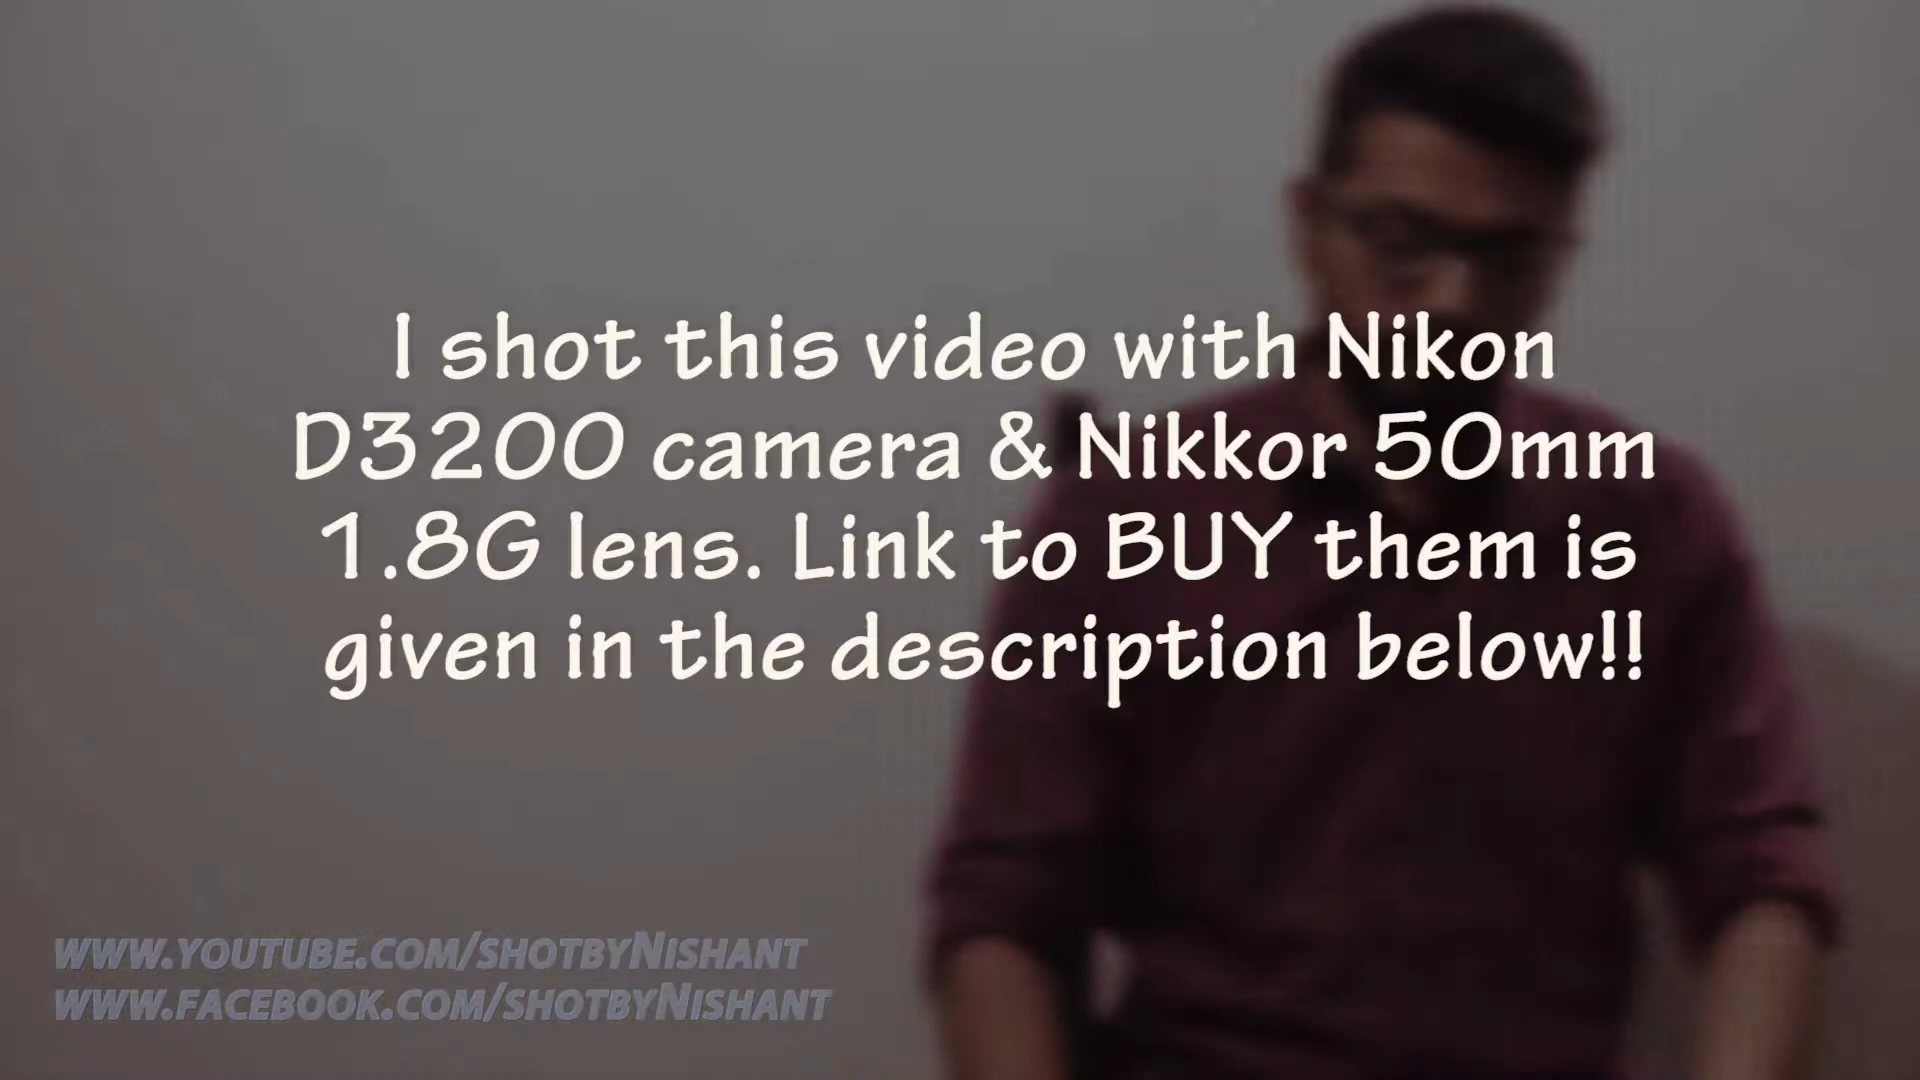 I shot this video with Nikon
D3200 camera & Nikkor 50mm
1.8G lens. Link to BUY them is
given in the description below!!
www.youtube.com/shotbyNishant
www.facebook.com/shotbyNishant